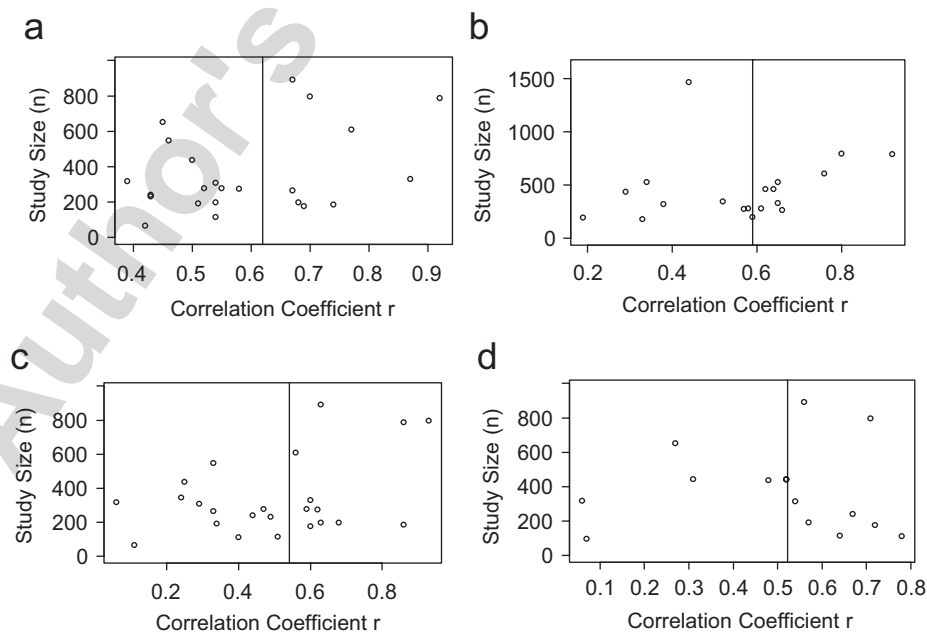 a
Study Size (n)
800
600
400
200
0
0.4 0.5 0.6 0.7 0.8 0.9
Correlation Coefficient r
b
Study Size (n)
1500
500
0
0.2 0.4 0.6 0.8
Correlation Coefficient r
c
Study Size (n)
800
600
400
200
0
0.2 0.4 0.6 0.8
Correlation Coefficient r
d
Study Size (n)
800
600
400
200
0
0.1 0.2 0.3 0.4 0.5 0.6 0.7 0.8
Correlation Coefficient r
Author's